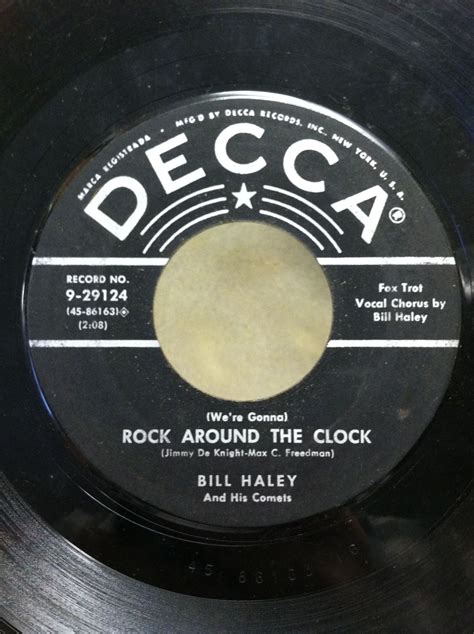 MARCA REGISTRADA • MFG'D BY DECCA RECORDS, INC., NEW YORK, U.S.A.
DECCA
RECORD NO.
9-29124
(45-86163)
(2:08)
Fox Trot
Vocal Chorus by
Bill Haley
(We're Gonna)
ROCK AROUND THE CLOCK
(Jimmy De Knight-Max C. Freedman)
BILL HALEY
And His Comets